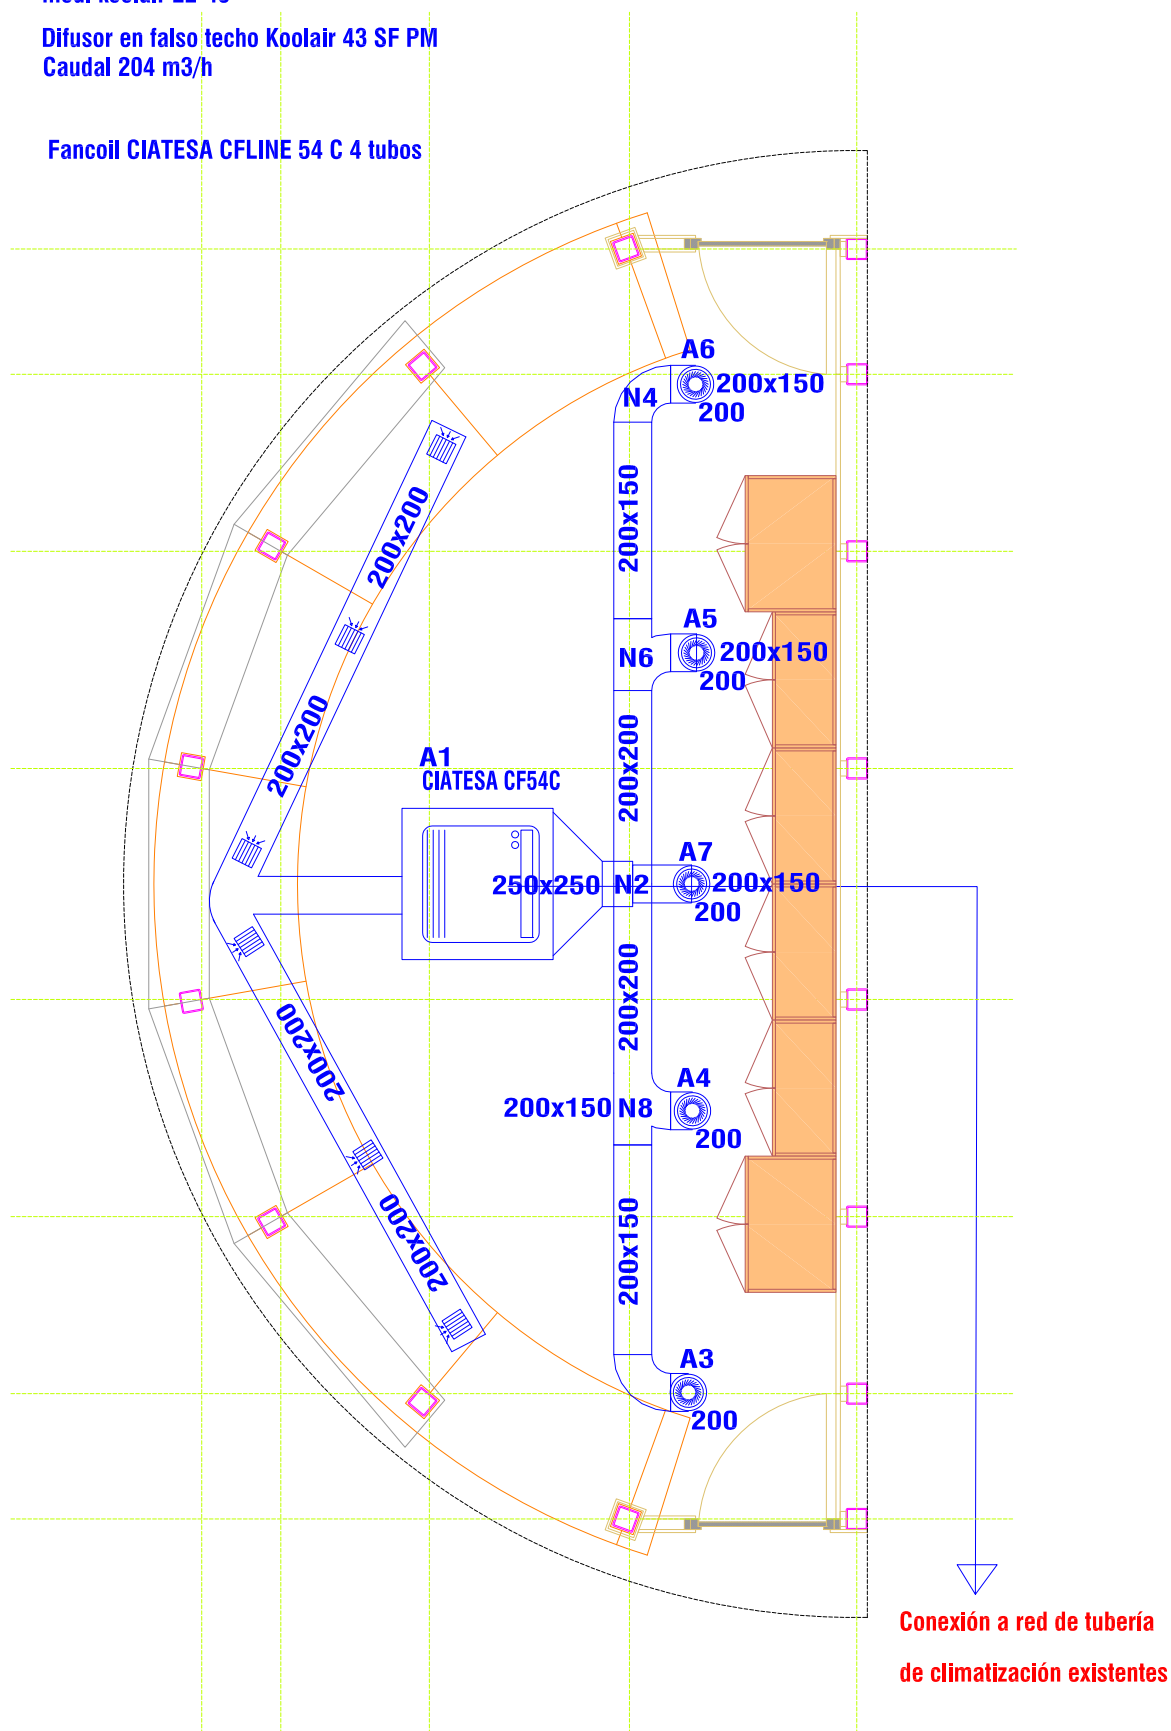 Difusor en falso techo Koolair 43 SF PM
Caudal 204 m3/h
Fancoil CIATESA CFLINE 54 C 4 tubos
A6
200x150
N4
200
200x150
200x200
A5
N6
200x150
200
200x200
200x200
A1
CIATESA CF54C
A7
250x250
N2
200x150
200
200x200
200x200
A4
200x150
N8
200
200x150
200x200
A3
200
Conexión a red de tubería
de climatización existentes